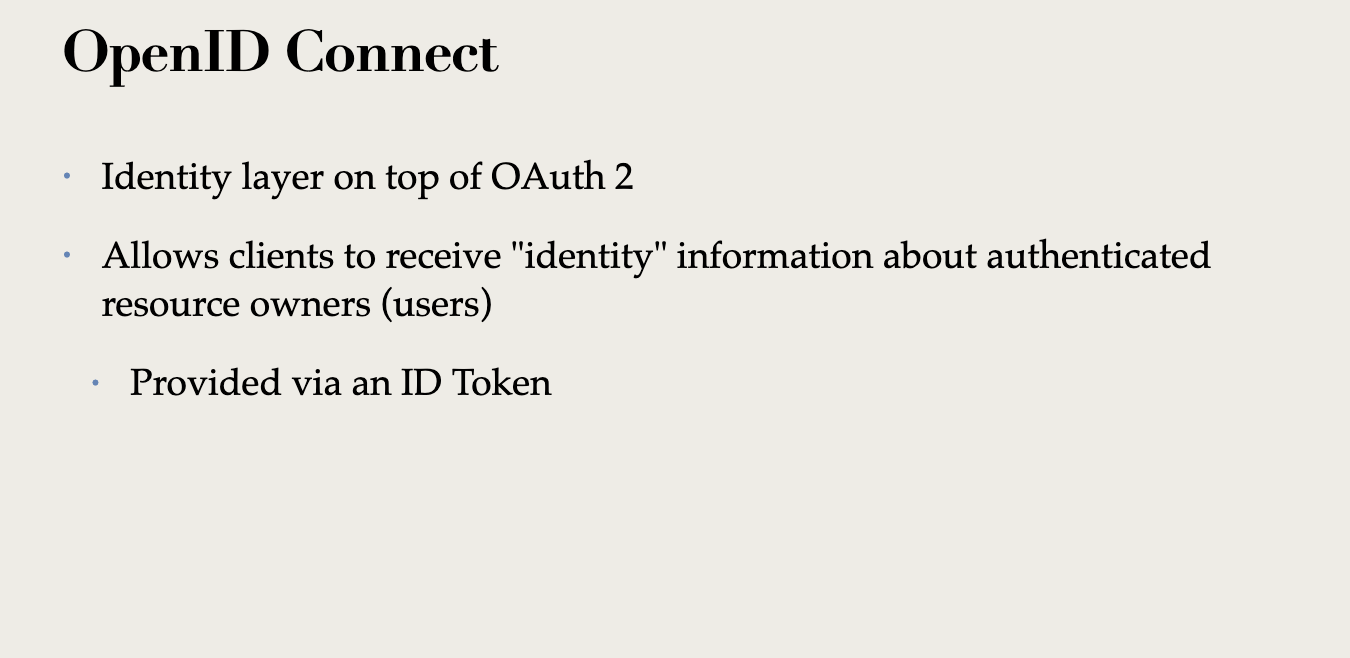 OpenID Connect
• Identity layer on top of OAuth 2
• Allows clients to receive "identity" information about authenticated
resource owners (users)
• Provided via an ID Token